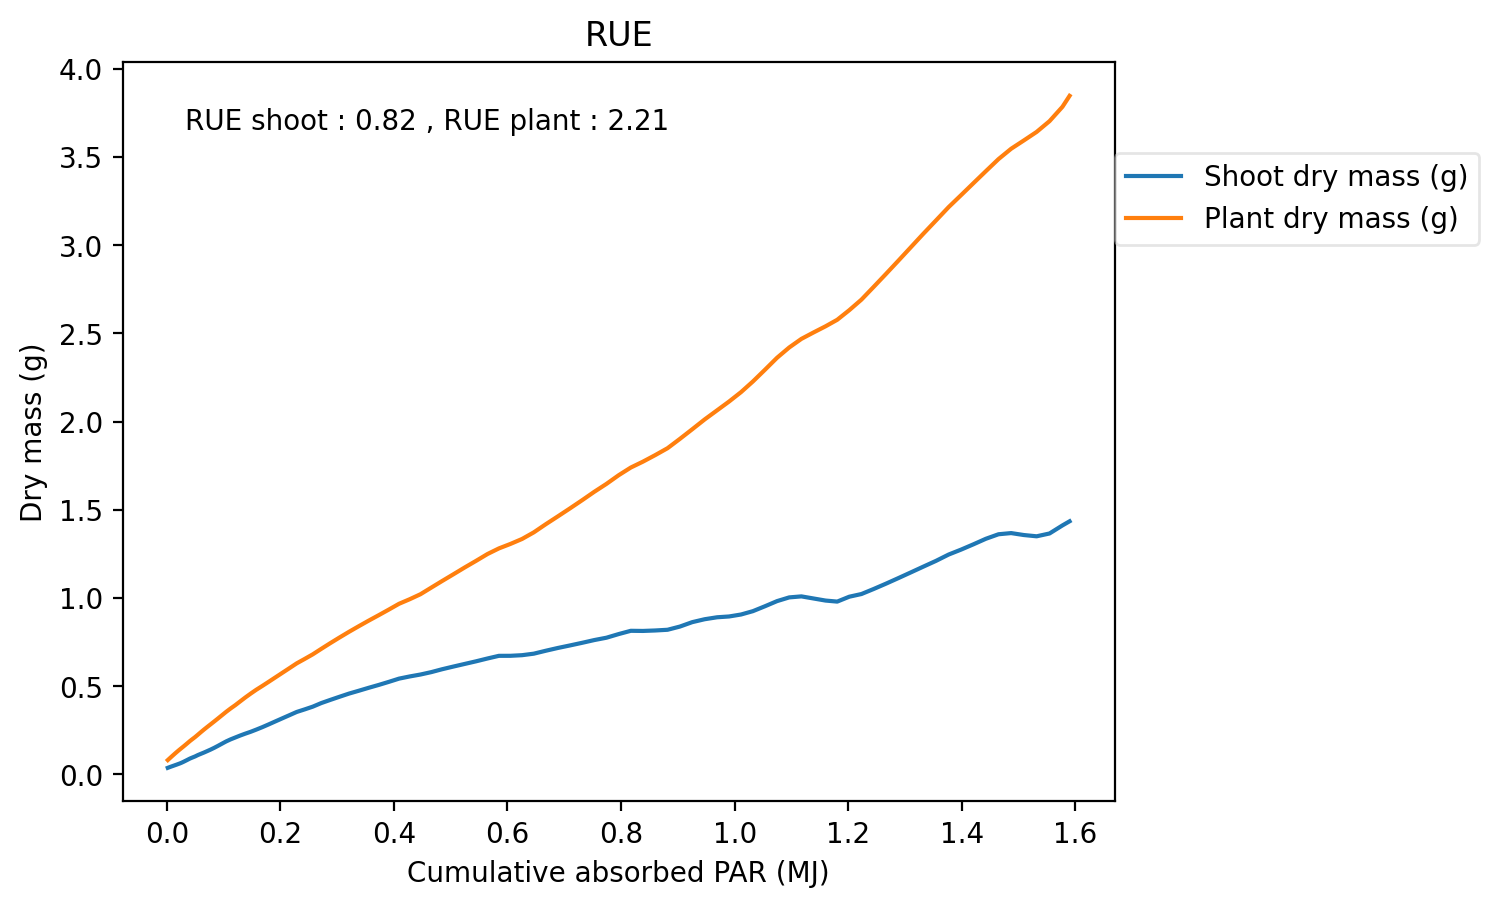 RUE
RUE shoot : 0.82 , RUE plant : 2.21
Shoot dry mass (g)
Plant dry mass (g)
Dry mass (g)
4.0
3.5
3.0
2.5
2.0
1.5
1.0
0.5
0.0
0.0 0.2 0.4 0.6 0.8 1.0 1.2 1.4 1.6
Cumulative absorbed PAR (MJ)